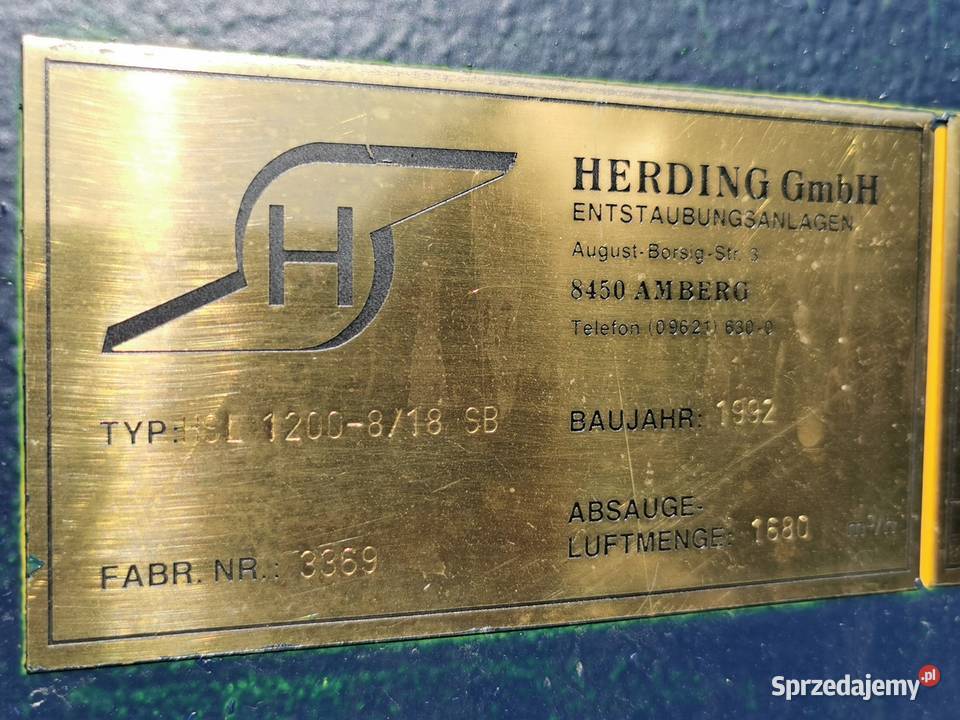 H
HERDING GmbH
ENTSTAUBUNGSANLAGEN
August-Borsig-Str. 3
8450 AMBERG
Telefon (09621) 630-0
TYP: HSL 1200-8/18 SB
BAUJAHR: 1992
ABSAUGE-
LUFTMENGE: 1680 m³/h
FABR. NR.: 3369
Sprzedajemy.pl